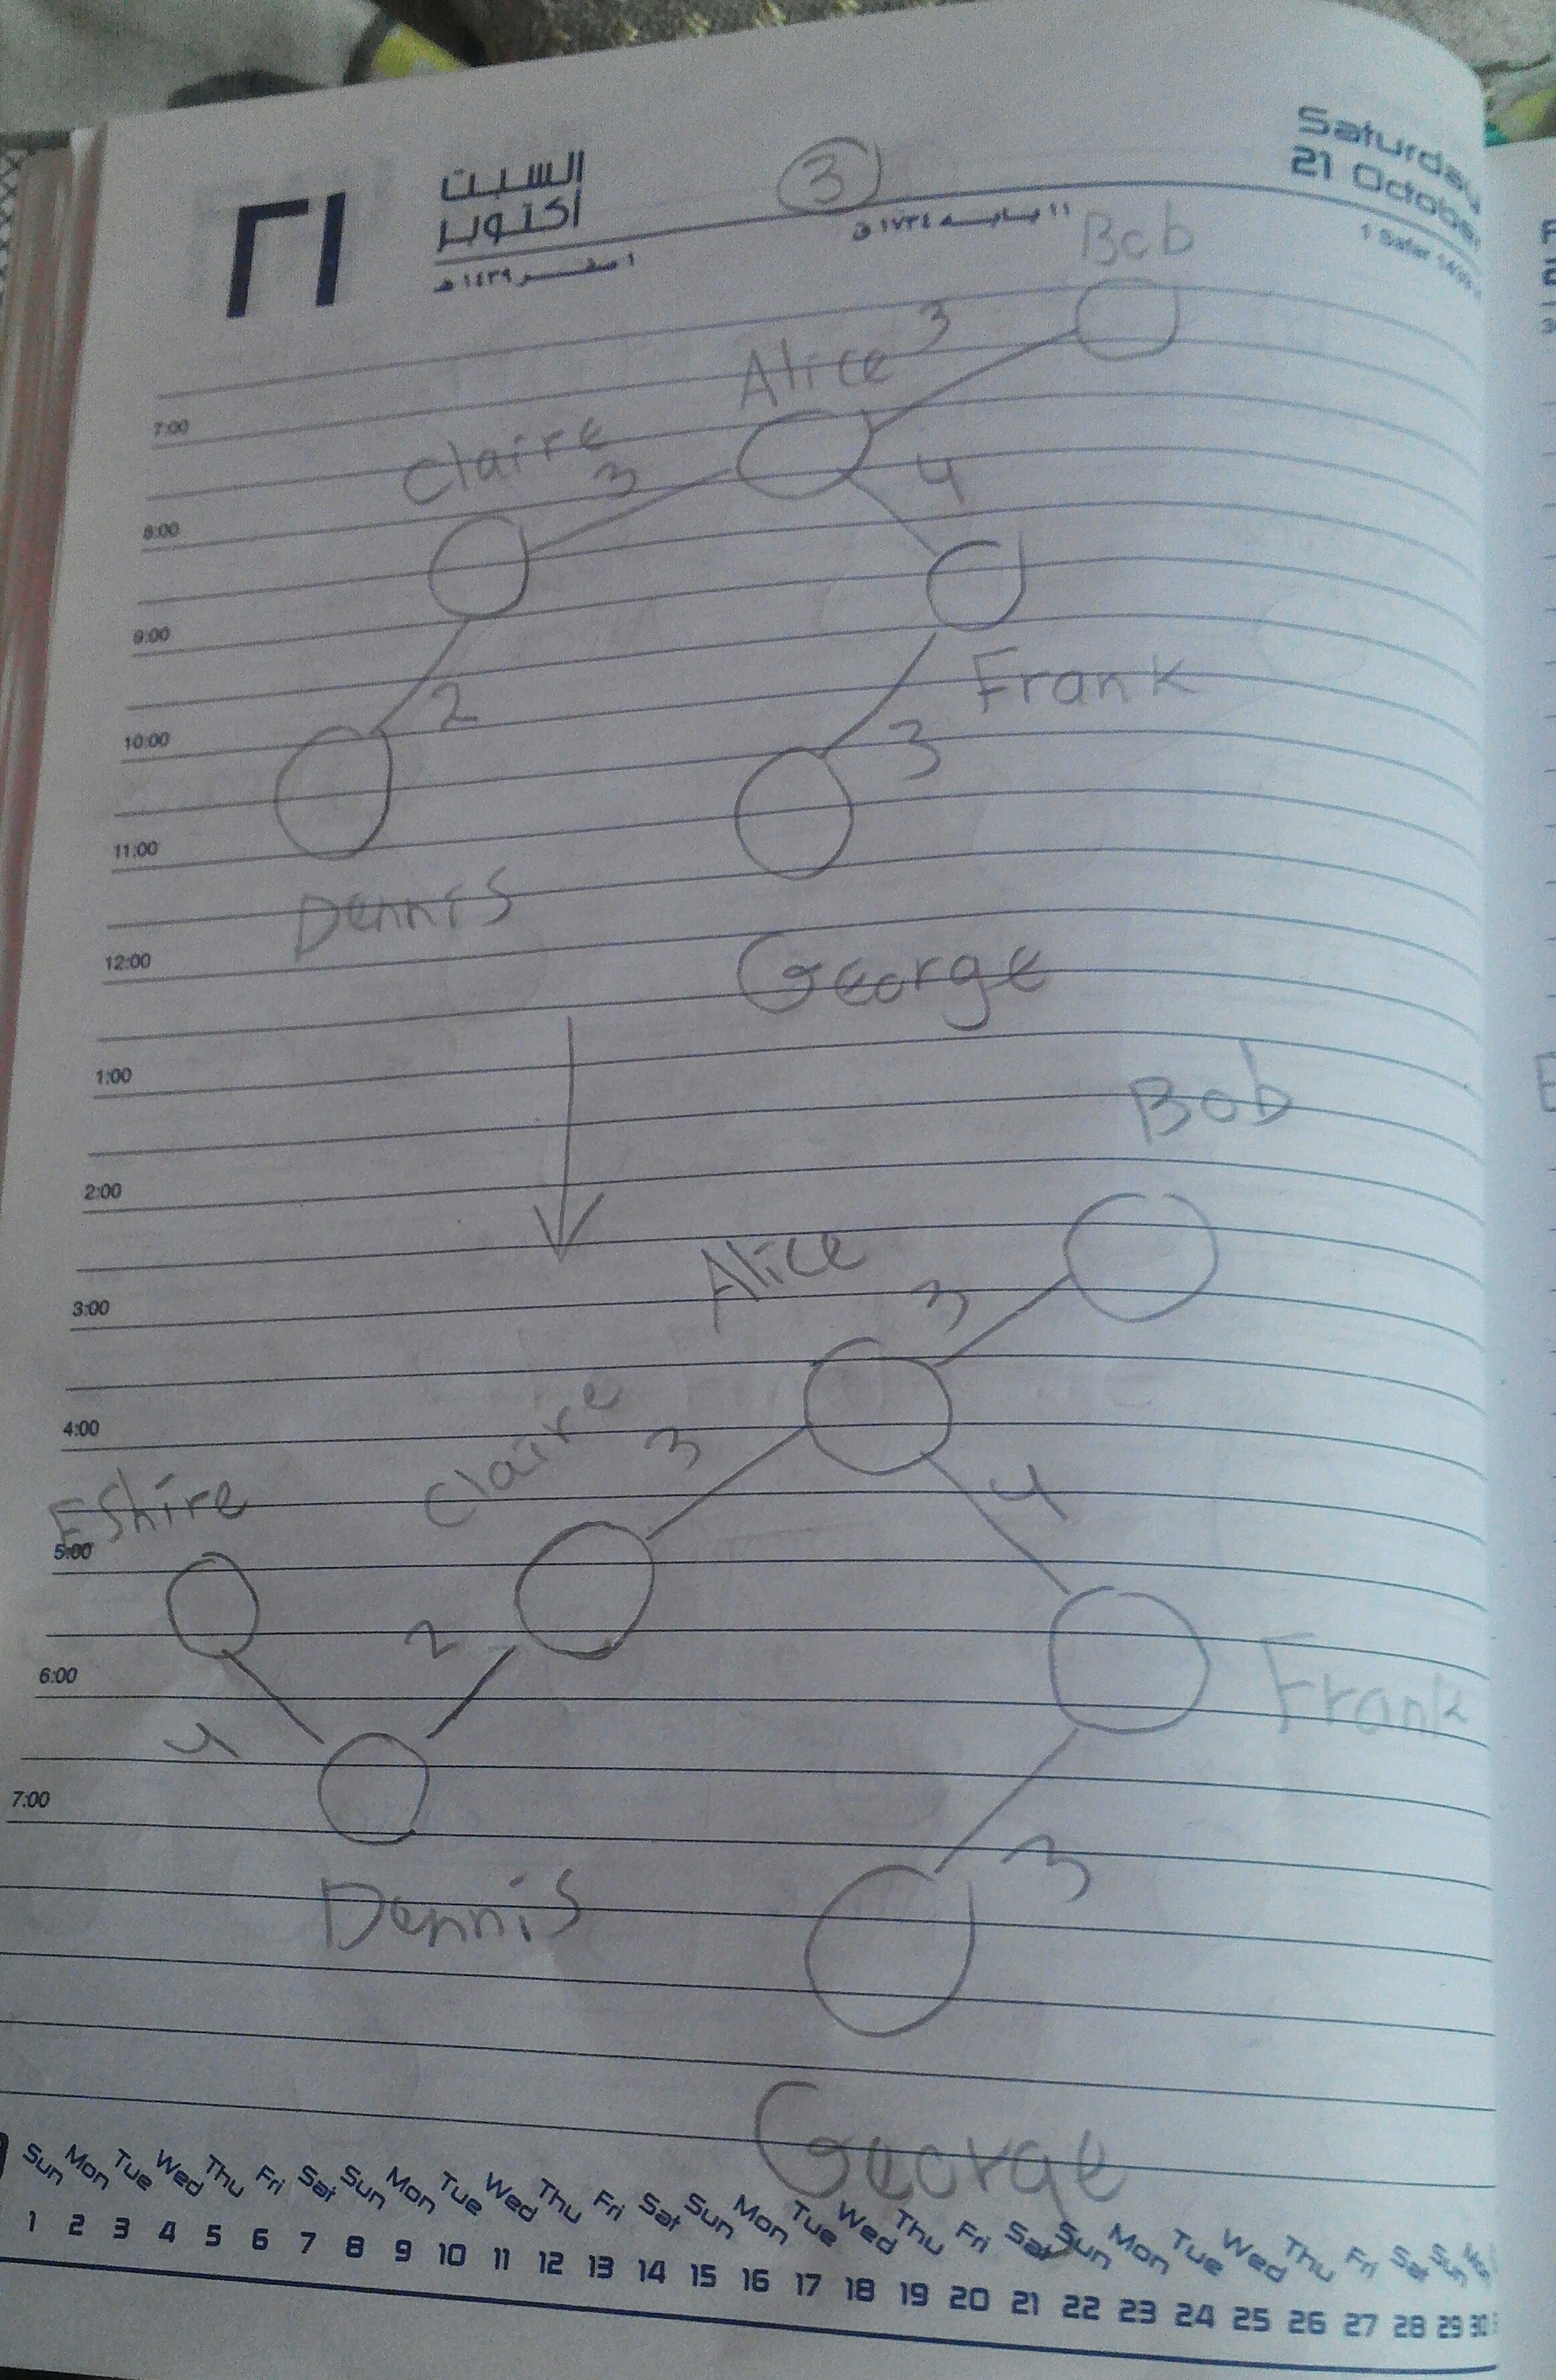 ٢١
السبت
أكتوبر
١ صفر ١٤٣٩ هـ
3
١١ بابه ١٧٣٤ ق
Saturday
21 October
1 Safar
Bob
Alice 3
Claire
3
4
7:00
8:00
9:00
Frank
2
3
10:00
11:00
Dennis
George
12:00
1:00
Bob
2:00
Alice
3
3:00
Claire
3
4:00
4
Eshire
5:00
2
6:00
Frank
4
7:00
3
Dennis
George
Sun Mon Tue Wed Thu Fri Sat Sun Mon Tue Wed Thu Fri Sat Sun Mon Tue Wed Thu Fri Sat Sun Mon Tue Wed Thu Fri Sat Sun Mon
1 2 3 4 5 6 7 8 9 10 11 12 13 14 15 16 17 18 19 20 21 22 23 24 25 26 27 28 29 30